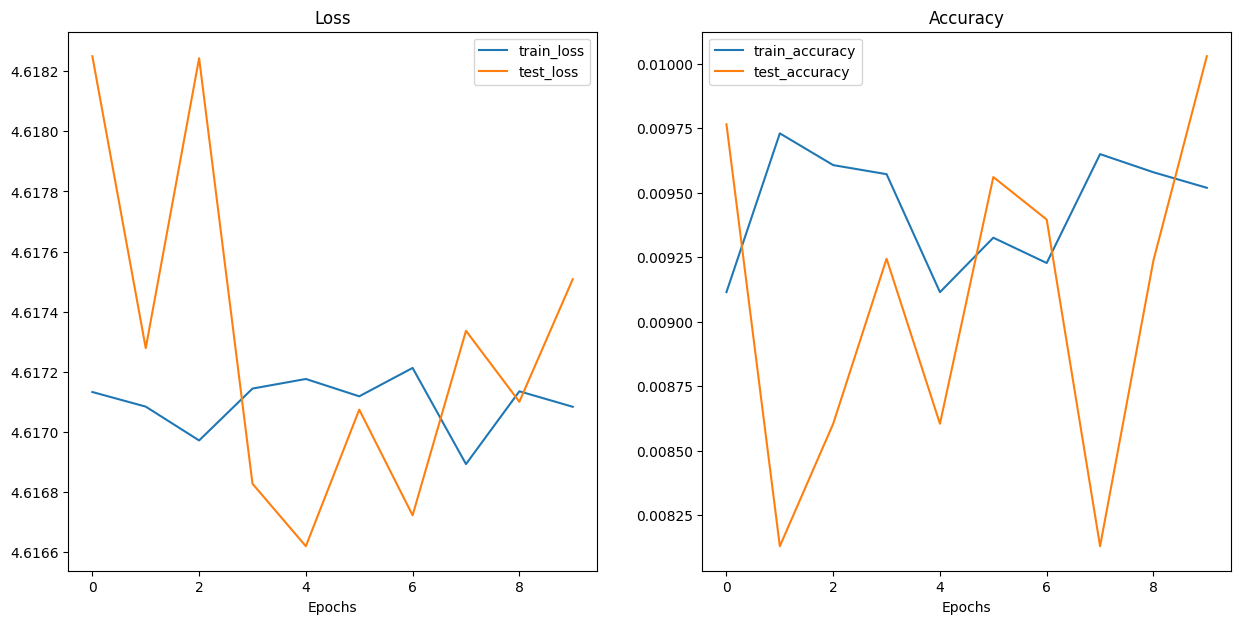 Loss
train_loss
test_loss
4.6182
4.6180
4.6178
4.6176
4.6174
4.6172
4.6170
4.6168
4.6166
0 2 4 6 8
Epochs
Accuracy
train_accuracy
test_accuracy
0.01000
0.00975
0.00950
0.00925
0.00900
0.00875
0.00850
0.00825
0 2 4 6 8
Epochs